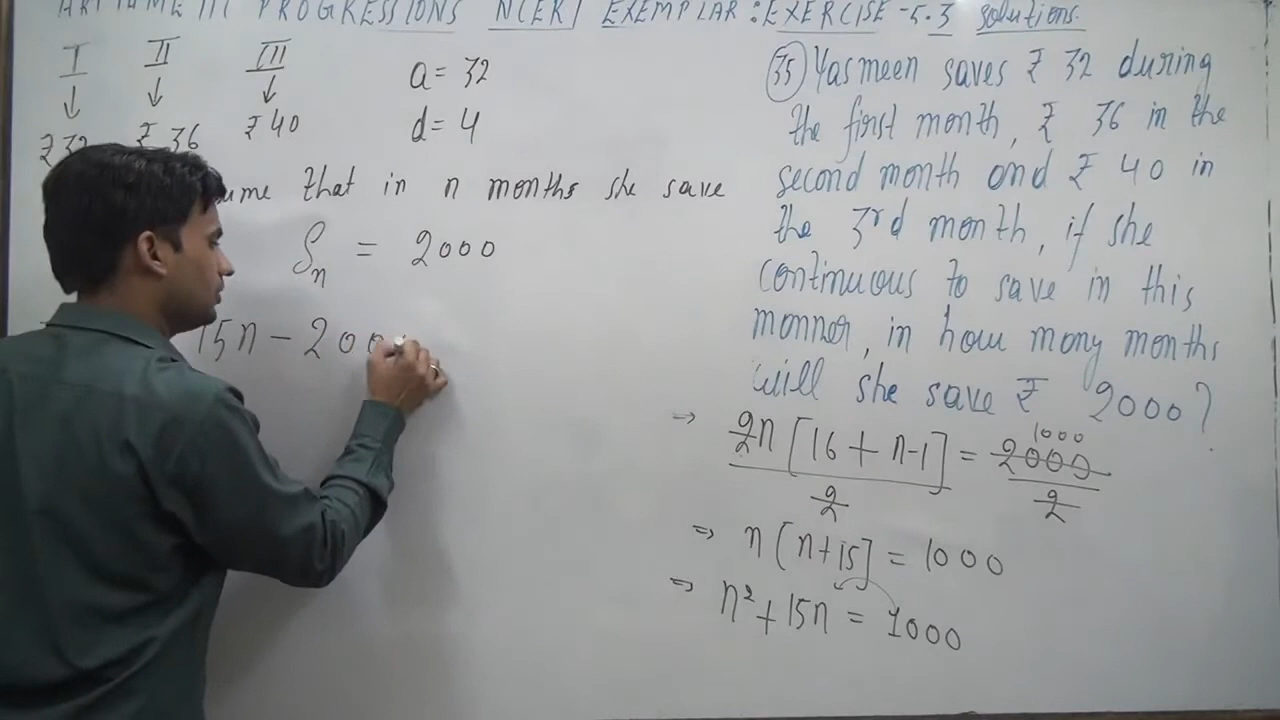 ARITHMETIC PROGRESSIONS NCERT EXEMPLAR : EXERCISE-5.3 solutions.
I II III
₹32 ₹36 ₹40
a = 32
d = 4
ume that in n months she save
Sn = 2000
15n - 200
(35) Yasmeen saves ₹ 32 during
the first month, ₹ 36 in the
second month and ₹ 40 in
the 3rd month, if she
continuous to save in this
manner, in how many months
will she save ₹ 2000?
⇒ 2n[16 + n-1]/2 = 2000/2 1000
⇒ n[n+15] = 1000
⇒ n²+15n = 1000